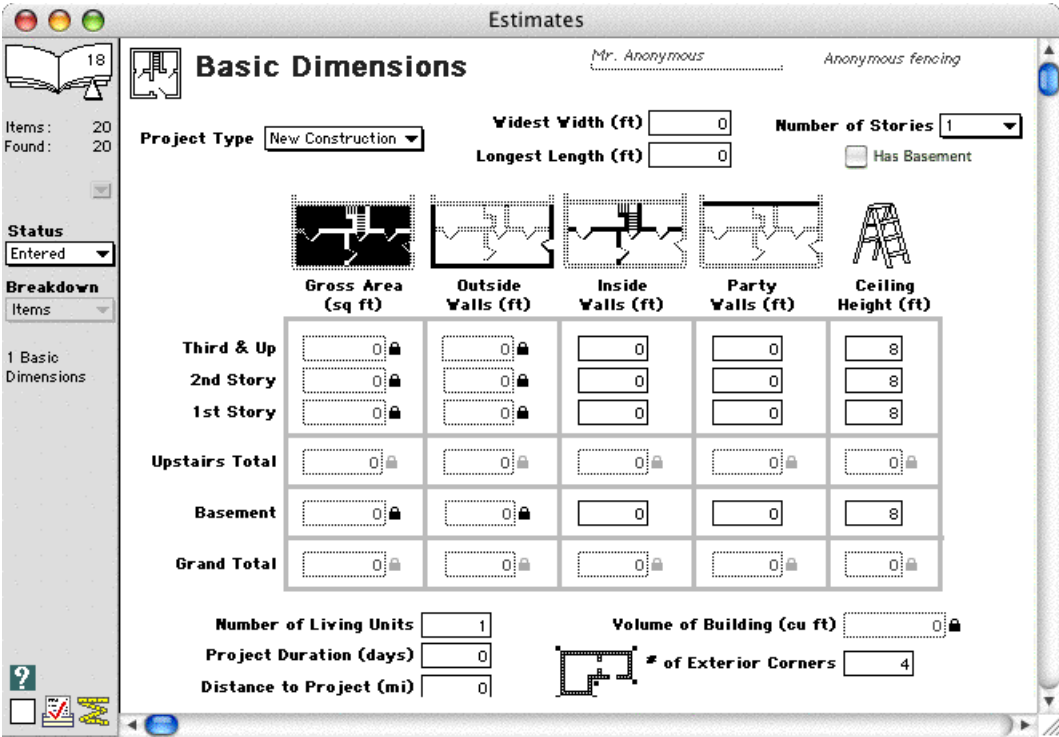 Estimates
18
Items: 20
Found: 20
Status
Entered
Breakdown
Items
1 Basic
Dimensions
?
Basic Dimensions
Mr. Anonymous
Anonymous fencing
Project Type New Construction
Widest Width (ft) 0
Longest Length (ft) 0
Number of Stories 1
Has Basement
Gross Area Outside Inside Party Ceiling
(sq ft) Walls (ft) Walls (ft) Walls (ft) Height (ft)
Third & Up 0 0 0 0 8
2nd Story 0 0 0 0 8
1st Story 0 0 0 0 8
Upstairs Total 0 0 0 0 0
Basement 0 0 0 0 8
Grand Total 0 0 0 0 0
Number of Living Units 1
Project Duration (days) 0
Distance to Project (mi) 0
Volume of Building (cu ft) 0
# of Exterior Corners 4